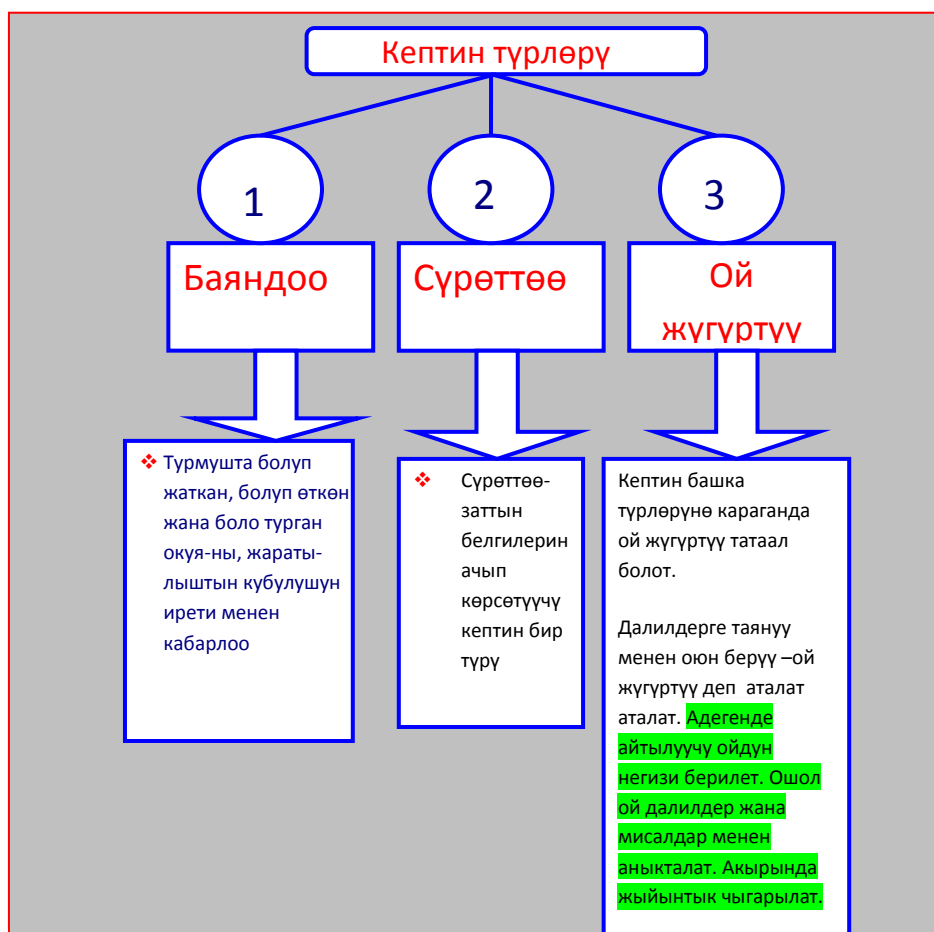 Кептин түрлөрү
1
2
3
Баяндоо
Сүрөттөө
Ой
жүгүртүү
Турмушта болуп
жаткан, болуп өткөн
жана боло турган
окуя-ны, жараты-
лыштын кубулушун
ирети менен
кабарлоо
Сүрөттөө-
заттын
белгилерин
ачып
көрсөтүүчү
кептин бир
түрү
Кептин башка
түрлөрүнө караганда
ой жүгүртүү татаал
болот.
Далилдерге таянуу
менен оюн берүү –ой
жүгүртүү деп  аталат
аталат. Адегенде
айтылуучу ойдун
негизи берилет. Ошол
ой далилдер жана
мисалдар менен
аныкталат. Акырында
жыйынтык чыгарылат.